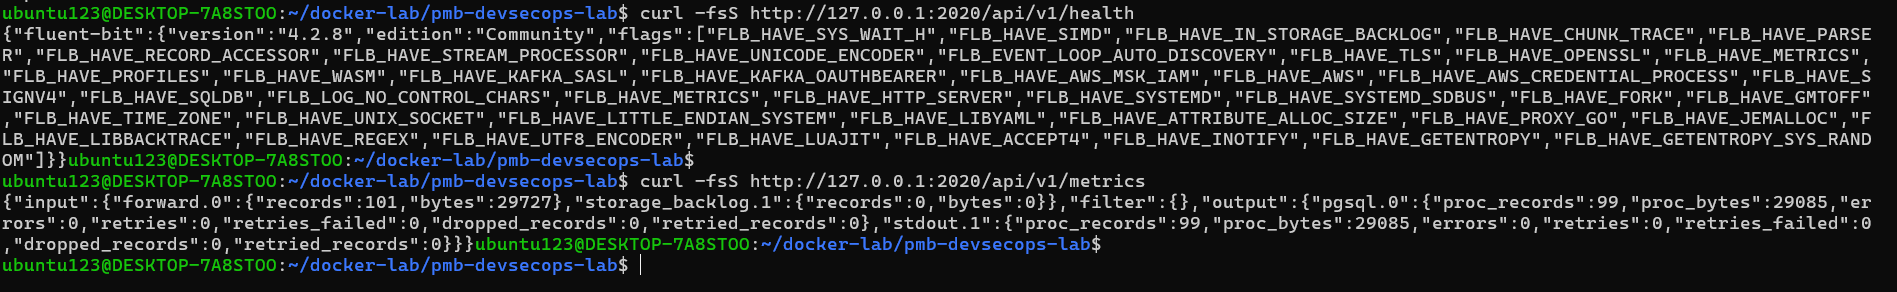 ubuntu123@DESKTOP-7A8STOO:~/docker-lab/pmb-devsecops-lab$ curl -fsS http://127.0.0.1:2020/api/v1/health
{"fluent-bit":{"version":"4.2.8","edition":"Community","flags":["FLB_HAVE_SYS_WAIT_H","FLB_HAVE_SIMD","FLB_HAVE_IN_STORAGE_BACKLOG","FLB_HAVE_CHUNK_TRACE","FLB_HAVE_PARSE
R","FLB_HAVE_RECORD_ACCESSOR","FLB_HAVE_STREAM_PROCESSOR","FLB_HAVE_UNICODE_ENCODER","FLB_EVENT_LOOP_AUTO_DISCOVERY","FLB_HAVE_TLS","FLB_HAVE_OPENSSL","FLB_HAVE_METRICS",
"FLB_HAVE_PROFILES","FLB_HAVE_WASM","FLB_HAVE_KAFKA_SASL","FLB_HAVE_KAFKA_OAUTHBEARER","FLB_HAVE_AWS_MSK_IAM","FLB_HAVE_AWS","FLB_HAVE_AWS_CREDENTIAL_PROCESS","FLB_HAVE_S
IGNV4","FLB_HAVE_SQLDB","FLB_LOG_NO_CONTROL_CHARS","FLB_HAVE_METRICS","FLB_HAVE_HTTP_SERVER","FLB_HAVE_SYSTEMD","FLB_HAVE_SYSTEMD_SDBUS","FLB_HAVE_FORK","FLB_HAVE_GMTOFF"
,"FLB_HAVE_TIME_ZONE","FLB_HAVE_UNIX_SOCKET","FLB_HAVE_LITTLE_ENDIAN_SYSTEM","FLB_HAVE_LIBYAML","FLB_HAVE_ATTRIBUTE_ALLOC_SIZE","FLB_HAVE_PROXY_GO","FLB_HAVE_JEMALLOC","F
LB_HAVE_LIBBACKTRACE","FLB_HAVE_REGEX","FLB_HAVE_UTF8_ENCODER","FLB_HAVE_LUAJIT","FLB_HAVE_ACCEPT4","FLB_HAVE_INOTIFY","FLB_HAVE_GETENTROPY","FLB_HAVE_GETENTROPY_SYS_RAND
OM"]}}ubuntu123@DESKTOP-7A8STOO:~/docker-lab/pmb-devsecops-lab$
ubuntu123@DESKTOP-7A8STOO:~/docker-lab/pmb-devsecops-lab$ curl -fsS http://127.0.0.1:2020/api/v1/metrics
{"input":{"forward.0":{"records":101,"bytes":29727},"storage_backlog.1":{"records":0,"bytes":0}},"filter":{},"output":{"pgsql.0":{"proc_records":99,"proc_bytes":29085,"er
rors":0,"retries":0,"retries_failed":0,"dropped_records":0,"retried_records":0},"stdout.1":{"proc_records":99,"proc_bytes":29085,"errors":0,"retries":0,"retries_failed":0
,"dropped_records":0,"retried_records":0}}}ubuntu123@DESKTOP-7A8STOO:~/docker-lab/pmb-devsecops-lab$
ubuntu123@DESKTOP-7A8STOO:~/docker-lab/pmb-devsecops-lab$